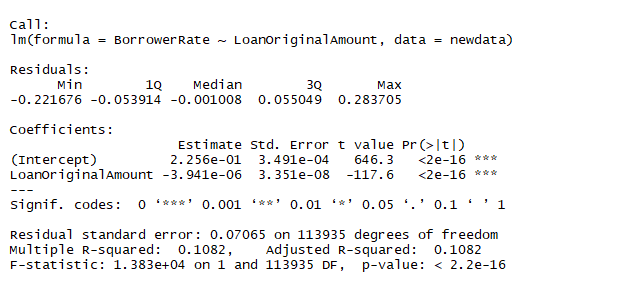 Call:
lm(formula = BorrowerRate ~ LoanOriginalAmount, data = newdata)
Residuals:
Min 1Q Median 3Q Max
-0.221676 -0.053914 -0.001008 0.055049 0.283705
Coefficients:
Estimate Std. Error t value Pr(>|t|)
(Intercept) 2.256e-01 3.491e-04 646.3 <2e-16 ***
LoanOriginalAmount -3.941e-06 3.351e-08 -117.6 <2e-16 ***
---
Signif. codes: 0 ‘***’ 0.001 ‘**’ 0.01 ‘*’ 0.05 ‘.’ 0.1 ‘ ’ 1
Residual standard error: 0.07065 on 113935 degrees of freedom
Multiple R-squared: 0.1082, Adjusted R-squared: 0.1082
F-statistic: 1.383e+04 on 1 and 113935 DF, p-value: < 2.2e-16